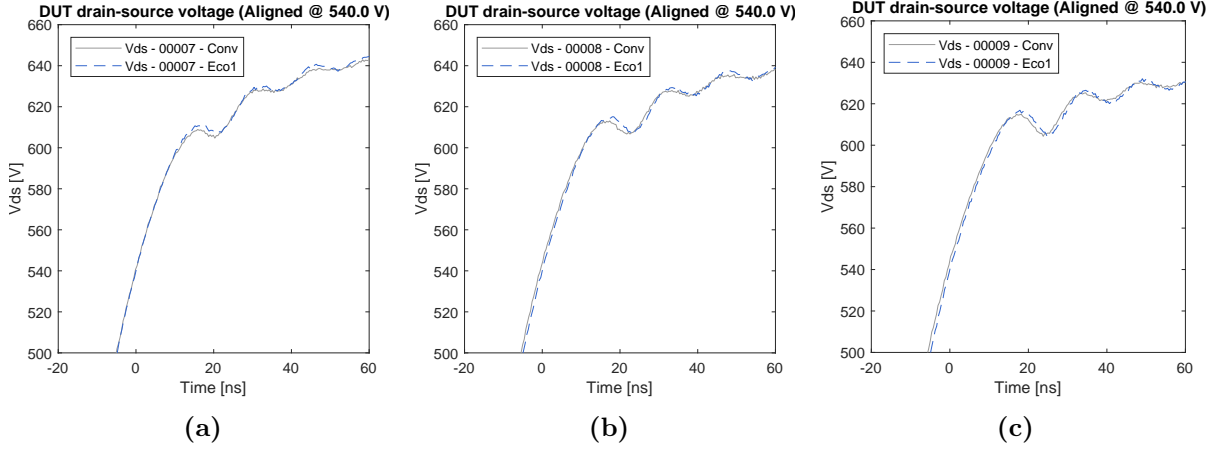 DUT drain-source voltage (Aligned @ 540.0 V)
660
640
620
600
580
560
540
520
500
Vds [V]
Vds - 00007 - Conv
Vds - 00007 - Eco1
-20
0
20
40
60
Time [ns]
(a)
DUT drain-source voltage (Aligned @ 540.0 V)
660
640
620
600
580
560
540
520
500
Vds [V]
Vds - 00008 - Conv
Vds - 00008 - Eco1
-20
0
20
40
60
Time [ns]
(b)
DUT drain-source voltage (Aligned @ 540.0 V)
660
640
620
600
580
560
540
520
500
Vds [V]
Vds - 00009 - Conv
Vds - 00009 - Eco1
-20
0
20
40
60
Time [ns]
(c)